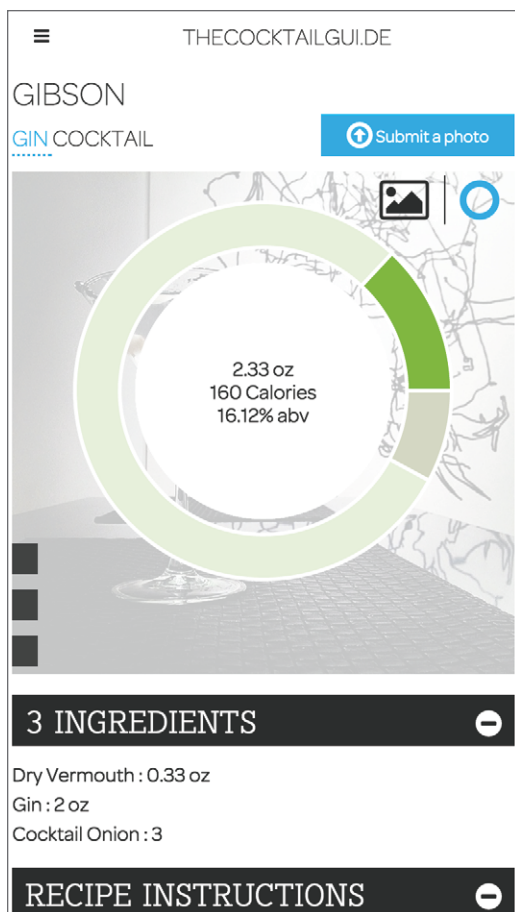 THECOCKTAILGUI.DE
GIBSON
GIN COCKTAIL
Submit a photo
2.33 oz
160 Calories
16.12% abv
3 INGREDIENTS
Dry Vermouth : 0.33 oz
Gin : 2 oz
Cocktail Onion : 3
RECIPE INSTRUCTIONS